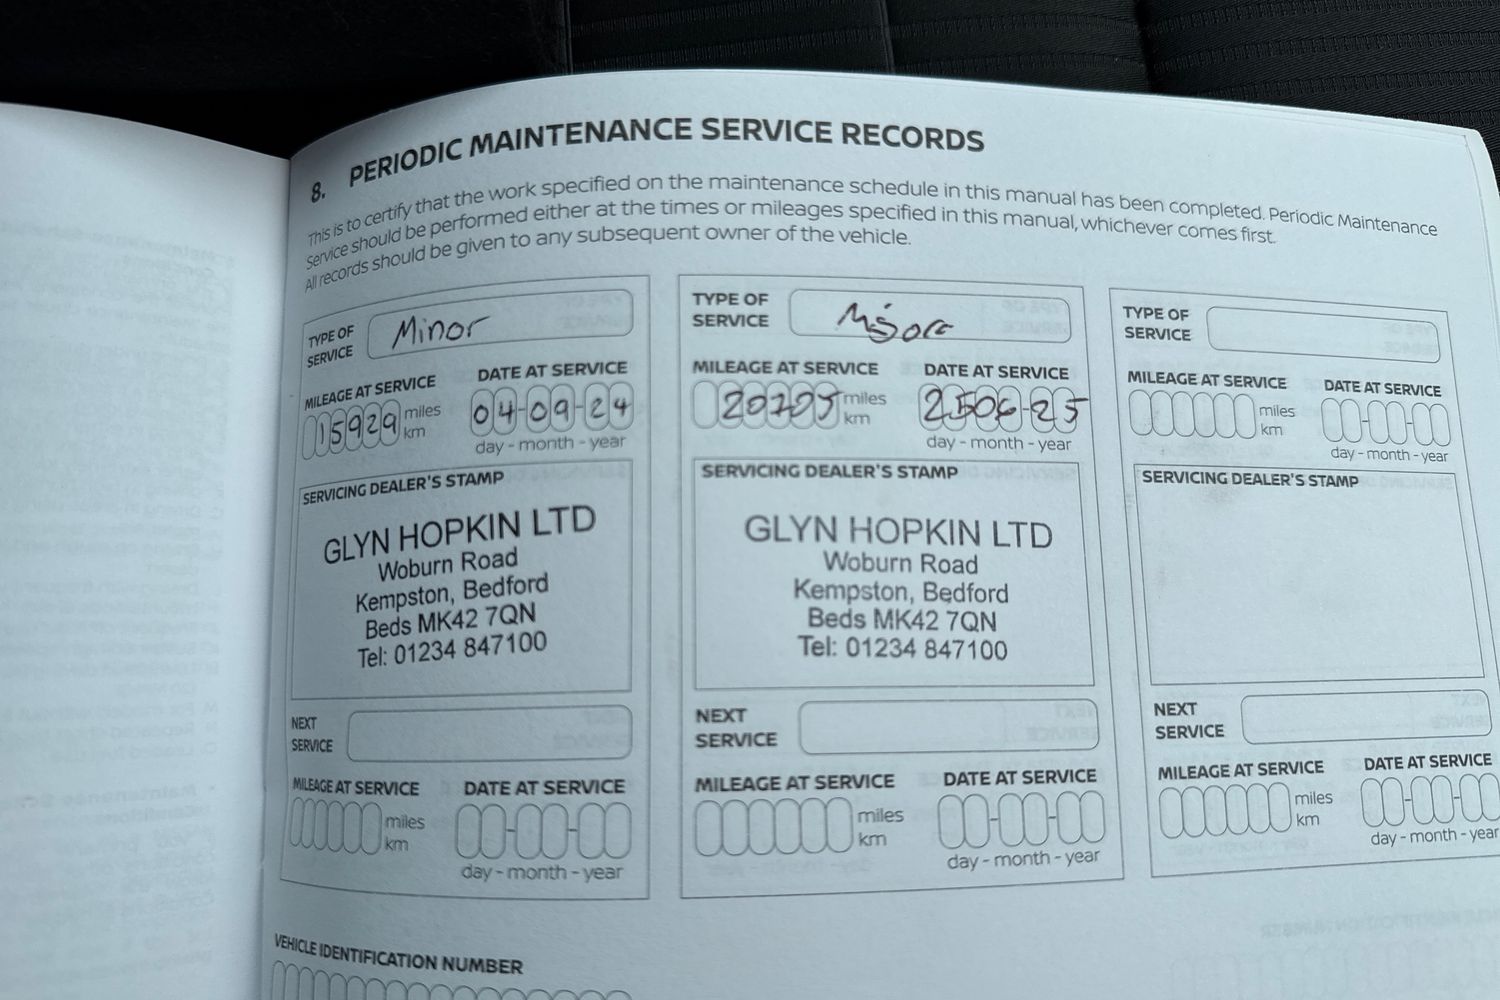 8. PERIODIC MAINTENANCE SERVICE RECORDS
This is to certify that the work specified on the maintenance schedule in this manual has been completed. Periodic Maintenance
Service should be performed either at the times or mileages specified in this manual, whichever comes first.
All records should be given to any subsequent owner of the vehicle.
TYPE OF
SERVICE
Minor
MILEAGE AT SERVICE
15929
miles
km
DATE AT SERVICE
04-09-24
day - month - year
SERVICING DEALER'S STAMP
GLYN HOPKIN LTD
Woburn Road
Kempston, Bedford
Beds MK42 7QN
Tel: 01234 847100
NEXT
SERVICE
MILEAGE AT SERVICE
miles
km
DATE AT SERVICE
day - month - year
TYPE OF
SERVICE
MILEAGE AT SERVICE
miles
km
DATE AT SERVICE
25-06-25
day - month - year
SERVICING DEALER'S STAMP
GLYN HOPKIN LTD
Woburn Road
Kempston, Bedford
Beds MK42 7QN
Tel: 01234 847100
NEXT
SERVICE
MILEAGE AT SERVICE
miles
km
DATE AT SERVICE
day - month - year
TYPE OF
SERVICE
MILEAGE AT SERVICE
miles
km
DATE AT SERVICE
day - month - year
SERVICING DEALER'S STAMP
NEXT
SERVICE
MILEAGE AT SERVICE
miles
km
DATE AT SERVICE
day - month - year
VEHICLE IDENTIFICATION NUMBER